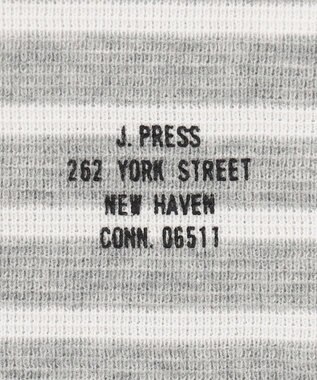 J. PRESS
262 YORK STREET
NEW HAVEN
CONN. 06511